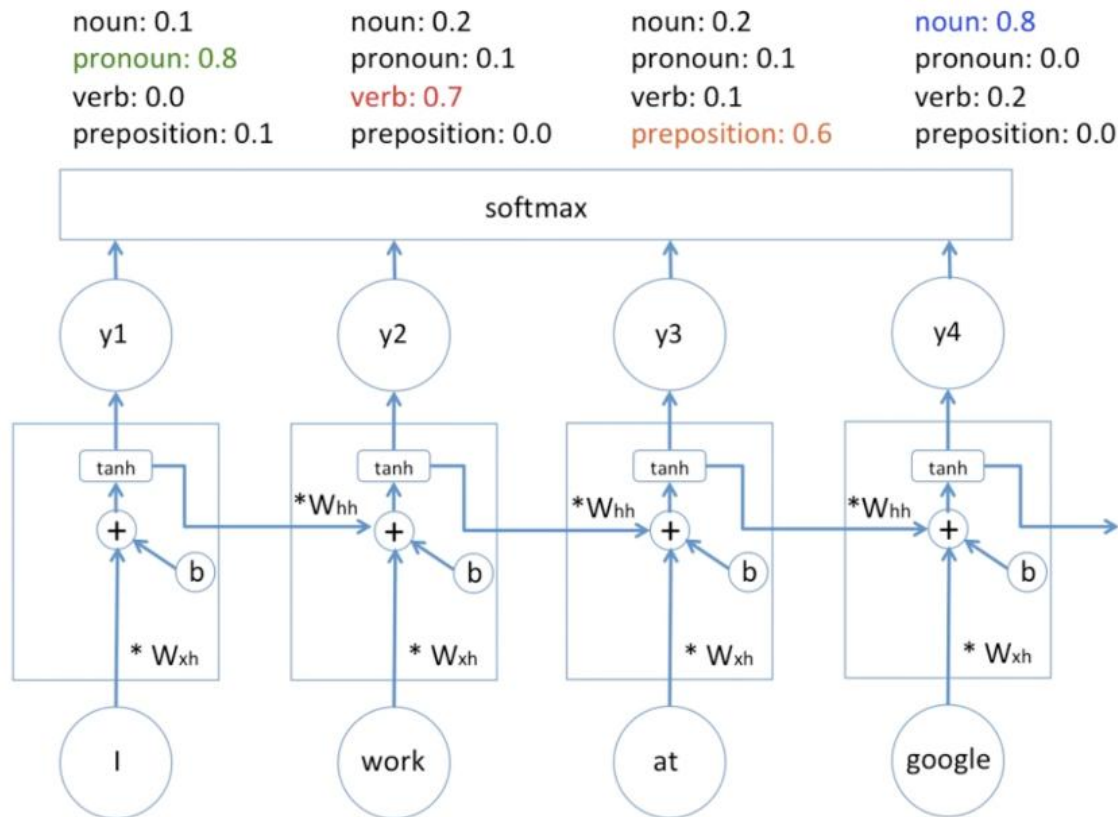 noun: 0.1
pronoun: 0.8
verb: 0.0
preposition: 0.1
noun: 0.2
pronoun: 0.1
verb: 0.7
preposition: 0.0
noun: 0.2
pronoun: 0.1
verb: 0.1
preposition: 0.6
noun: 0.8
pronoun: 0.0
verb: 0.2
preposition: 0.0
softmax
y1
y2
y3
y4
tanh
tanh
tanh
tanh
+
*Whh
+
*Whh
+
*Whh
+
b
b
b
b
* Wxh
* Wxh
* Wxh
* Wxh
I
work
at
google